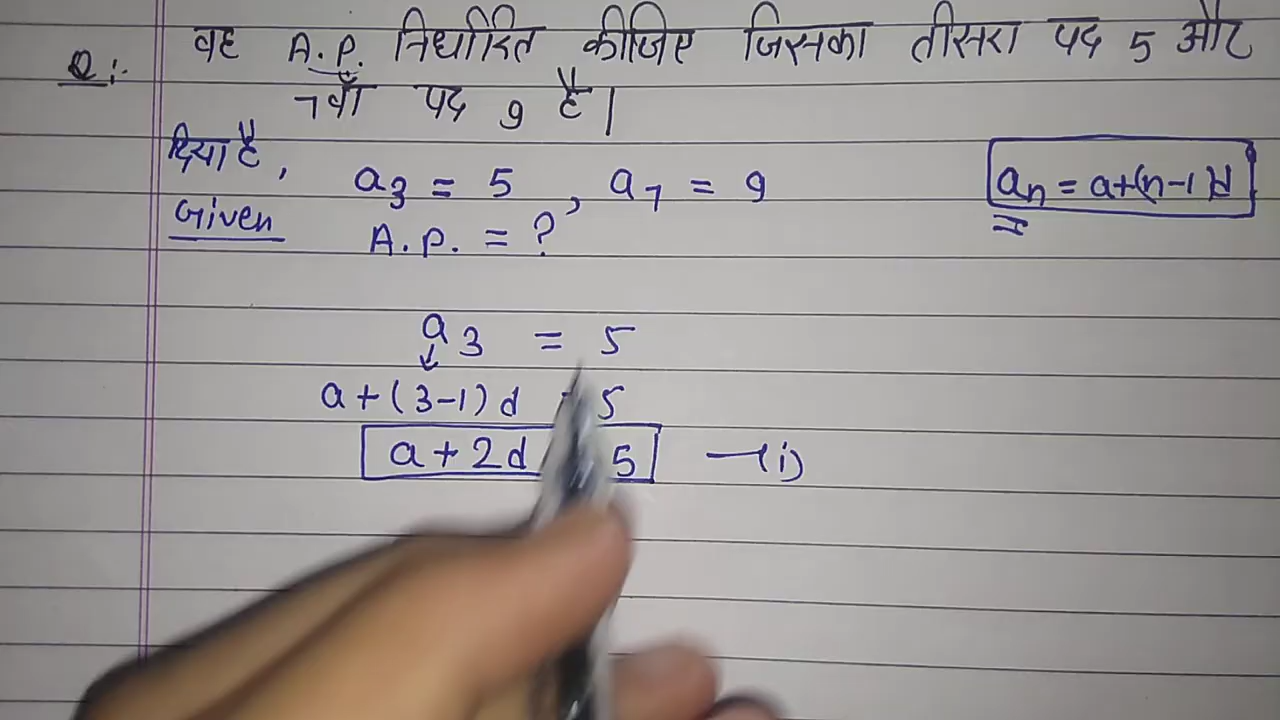 Q:- वह A.P. निर्धारित कीजिए जिसका तीसरा पद 5 और
7वाँ पद 9 है।
दिया है, a3 = 5 , a7 = 9
an = a+(n-1)d
Given A.P. = ?
a3 = 5
a+(3-1)d 5
a+2d 5 —(i)